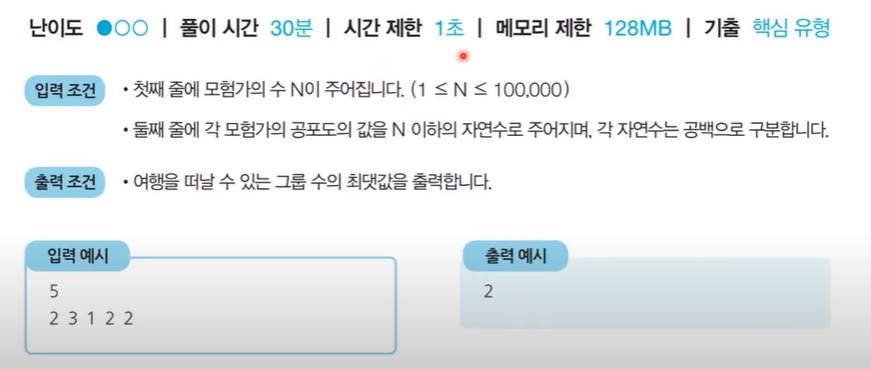 난이도 ●○○ | 풀이 시간 30분 | 시간 제한 1초 | 메모리 제한 128MB | 기출 핵심 유형
입력 조건 • 첫째 줄에 모험가의 수 N이 주어집니다. (1 ≤ N ≤ 100,000)
• 둘째 줄에 각 모험가의 공포도의 값을 N 이하의 자연수로 주어지며, 각 자연수는 공백으로 구분합니다.
출력 조건 • 여행을 떠날 수 있는 그룹 수의 최댓값을 출력합니다.
입력 예시
5
2 3 1 2 2
출력 예시
2